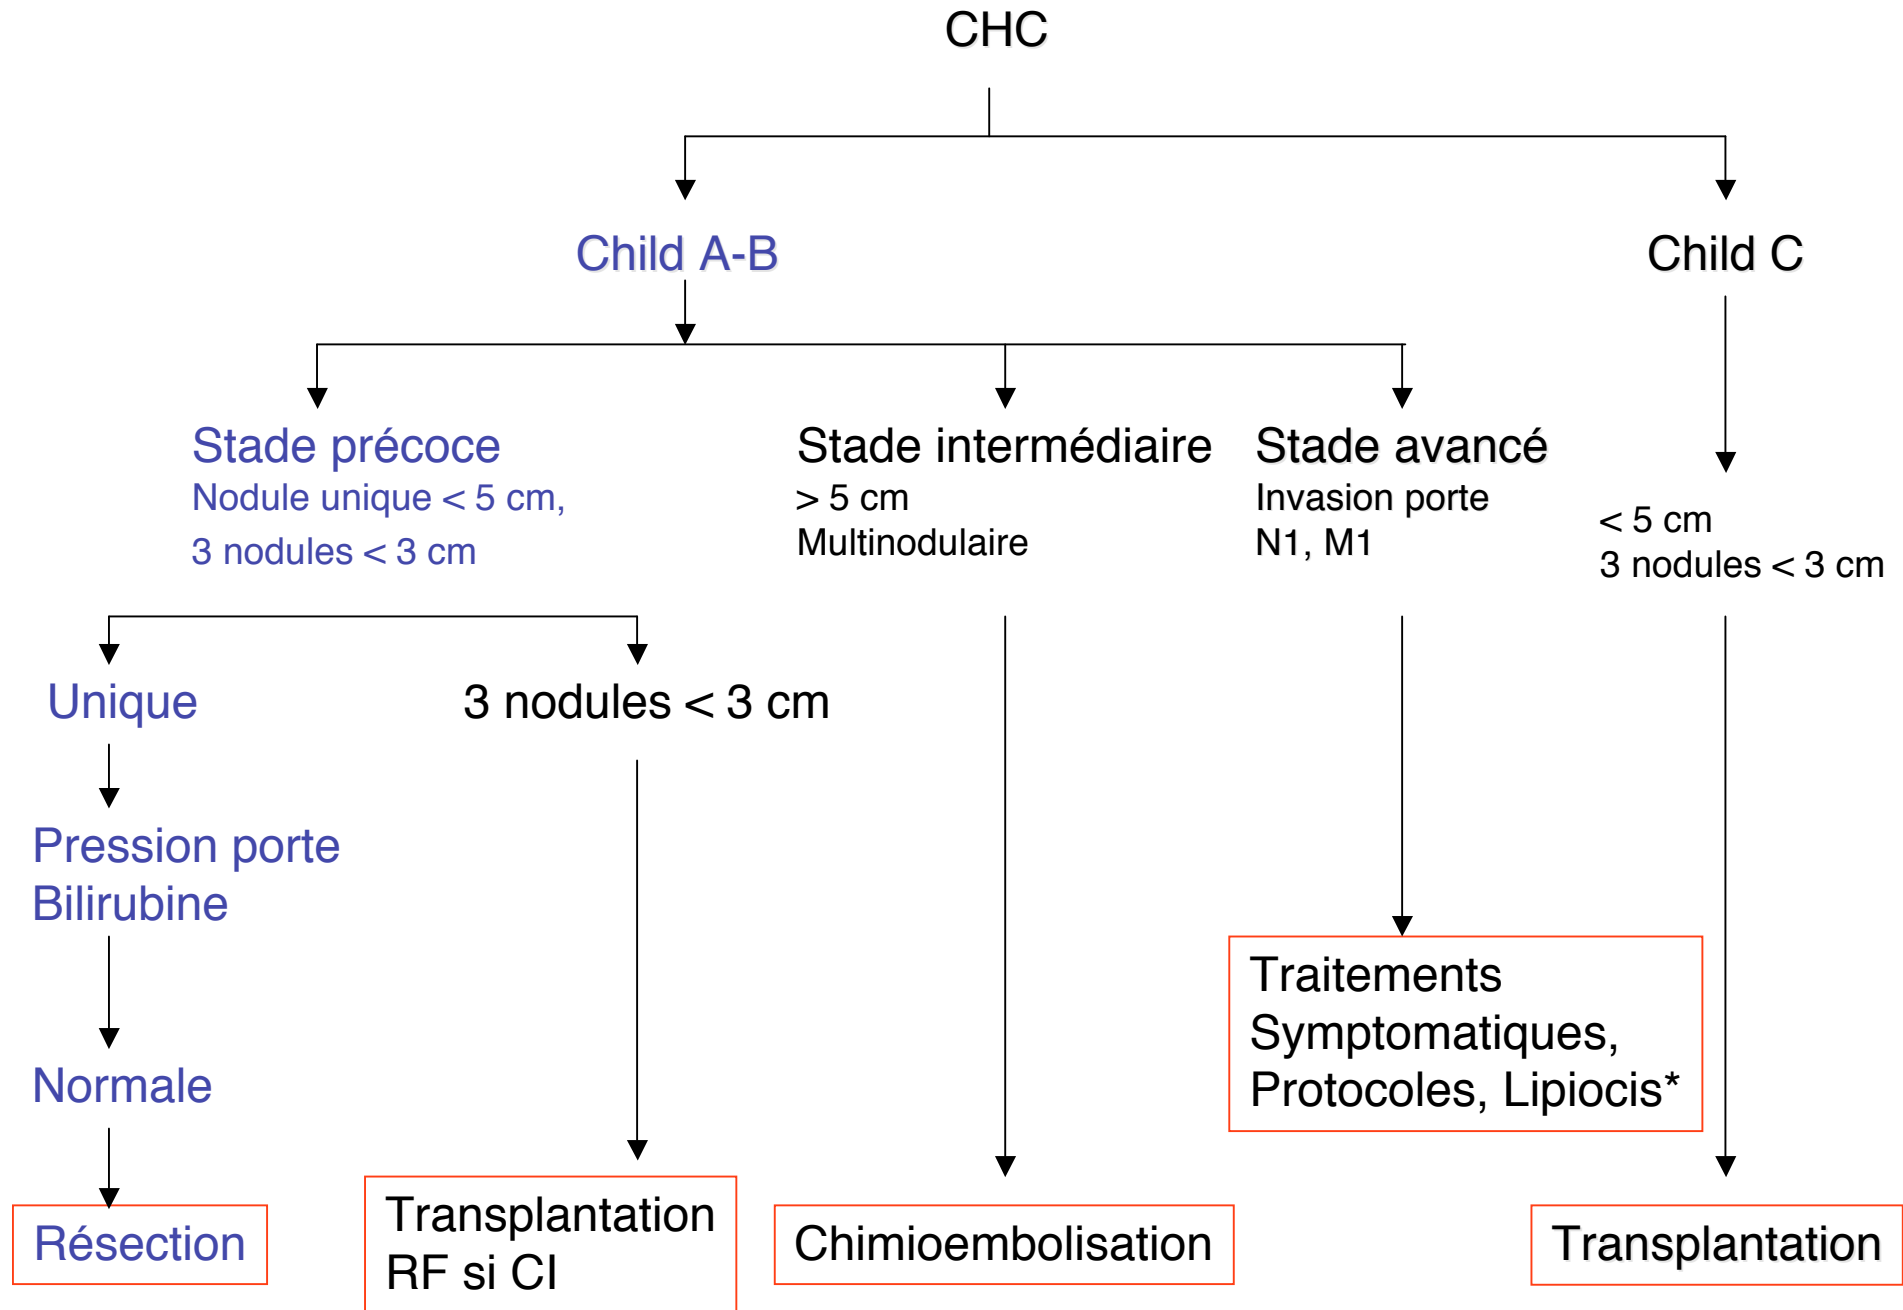 CHC
Child A-B
Child C
Stade précoce
Nodule unique < 5 cm,
3 nodules < 3 cm
Stade intermédiaire
> 5 cm
Multinodulaire
Stade avancé
Invasion porte
N1, M1
< 5 cm
3 nodules < 3 cm
Unique
3 nodules < 3 cm
Pression porte
Bilirubine
Normale
Traitements
Symptomatiques,
Protocoles, Lipiocis*
Résection
Transplantation
RF si CI
Chimioembolisation
Transplantation